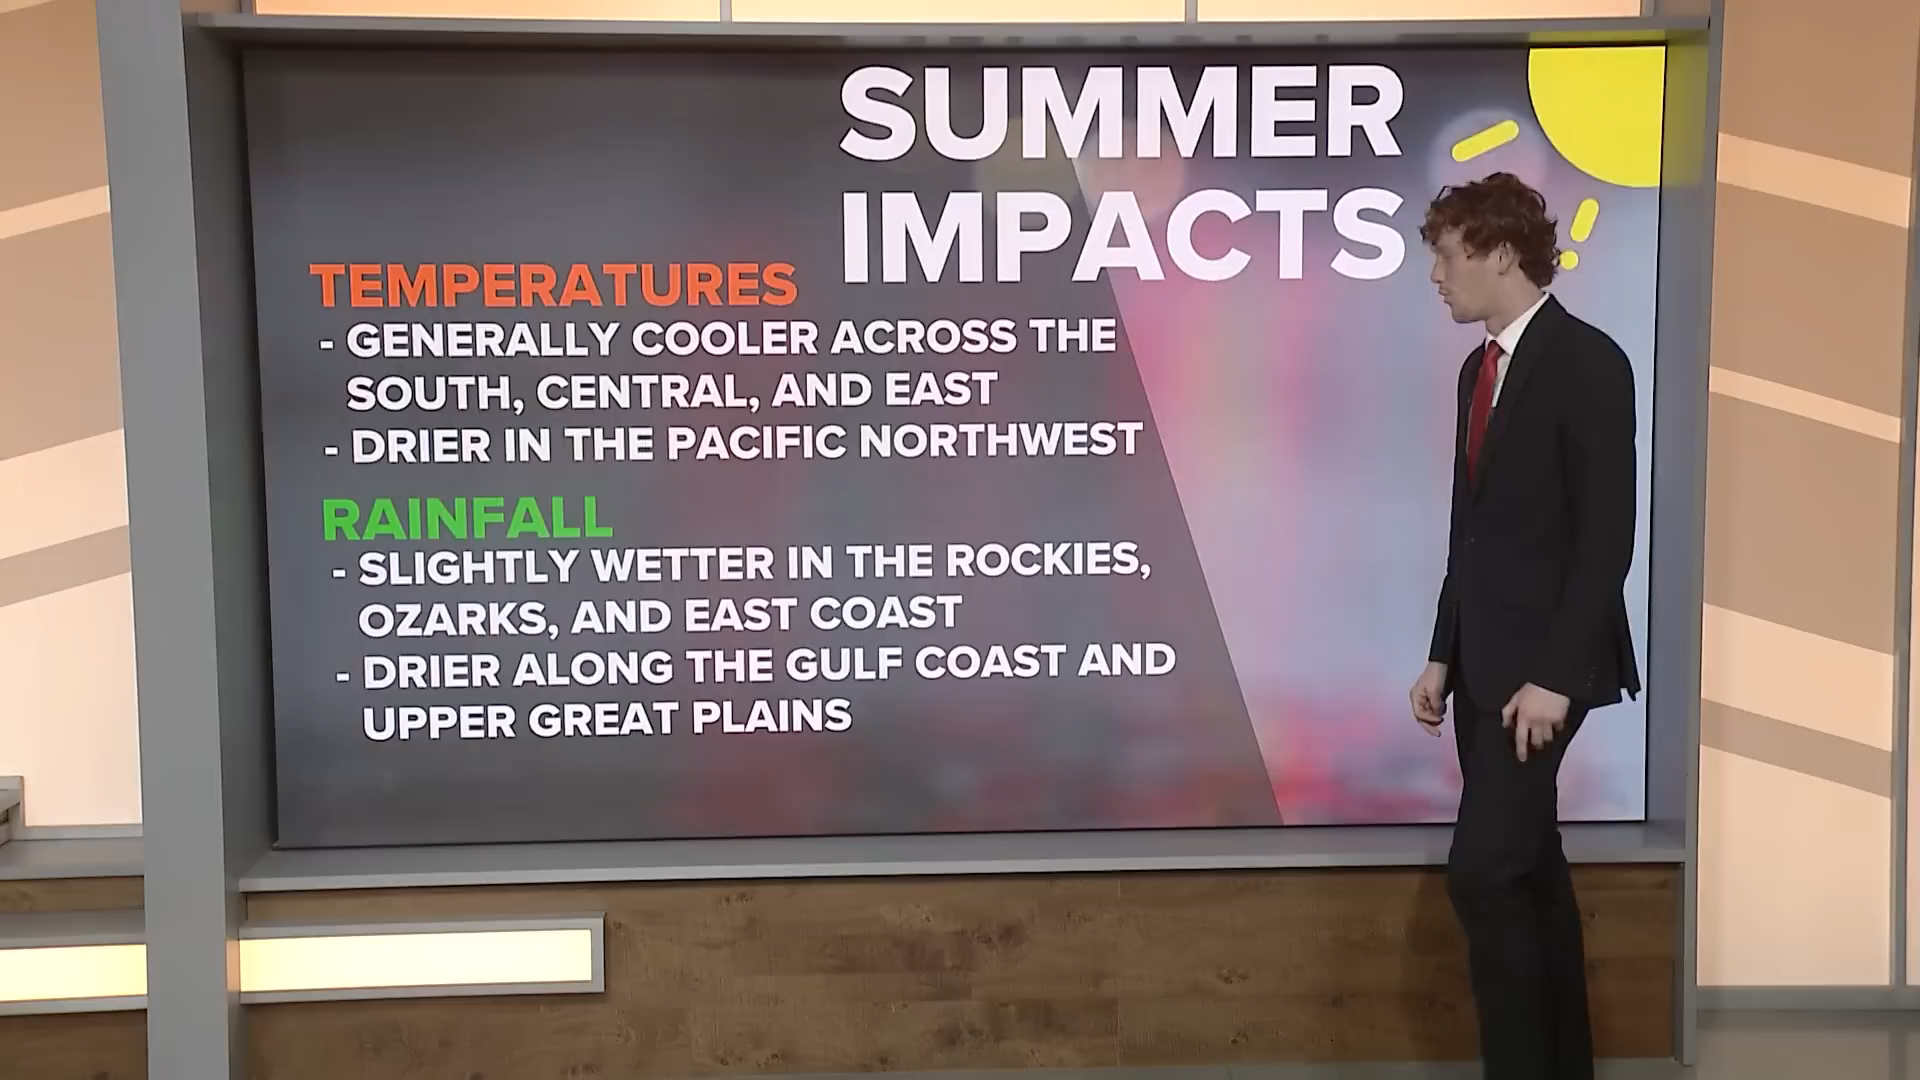 SUMMER
IMPACTS
TEMPERATURES
- GENERALLY COOLER ACROSS THE
SOUTH, CENTRAL, AND EAST
- DRIER IN THE PACIFIC NORTHWEST
RAINFALL
- SLIGHTLY WETTER IN THE ROCKIES,
OZARKS, AND EAST COAST
- DRIER ALONG THE GULF COAST AND
UPPER GREAT PLAINS